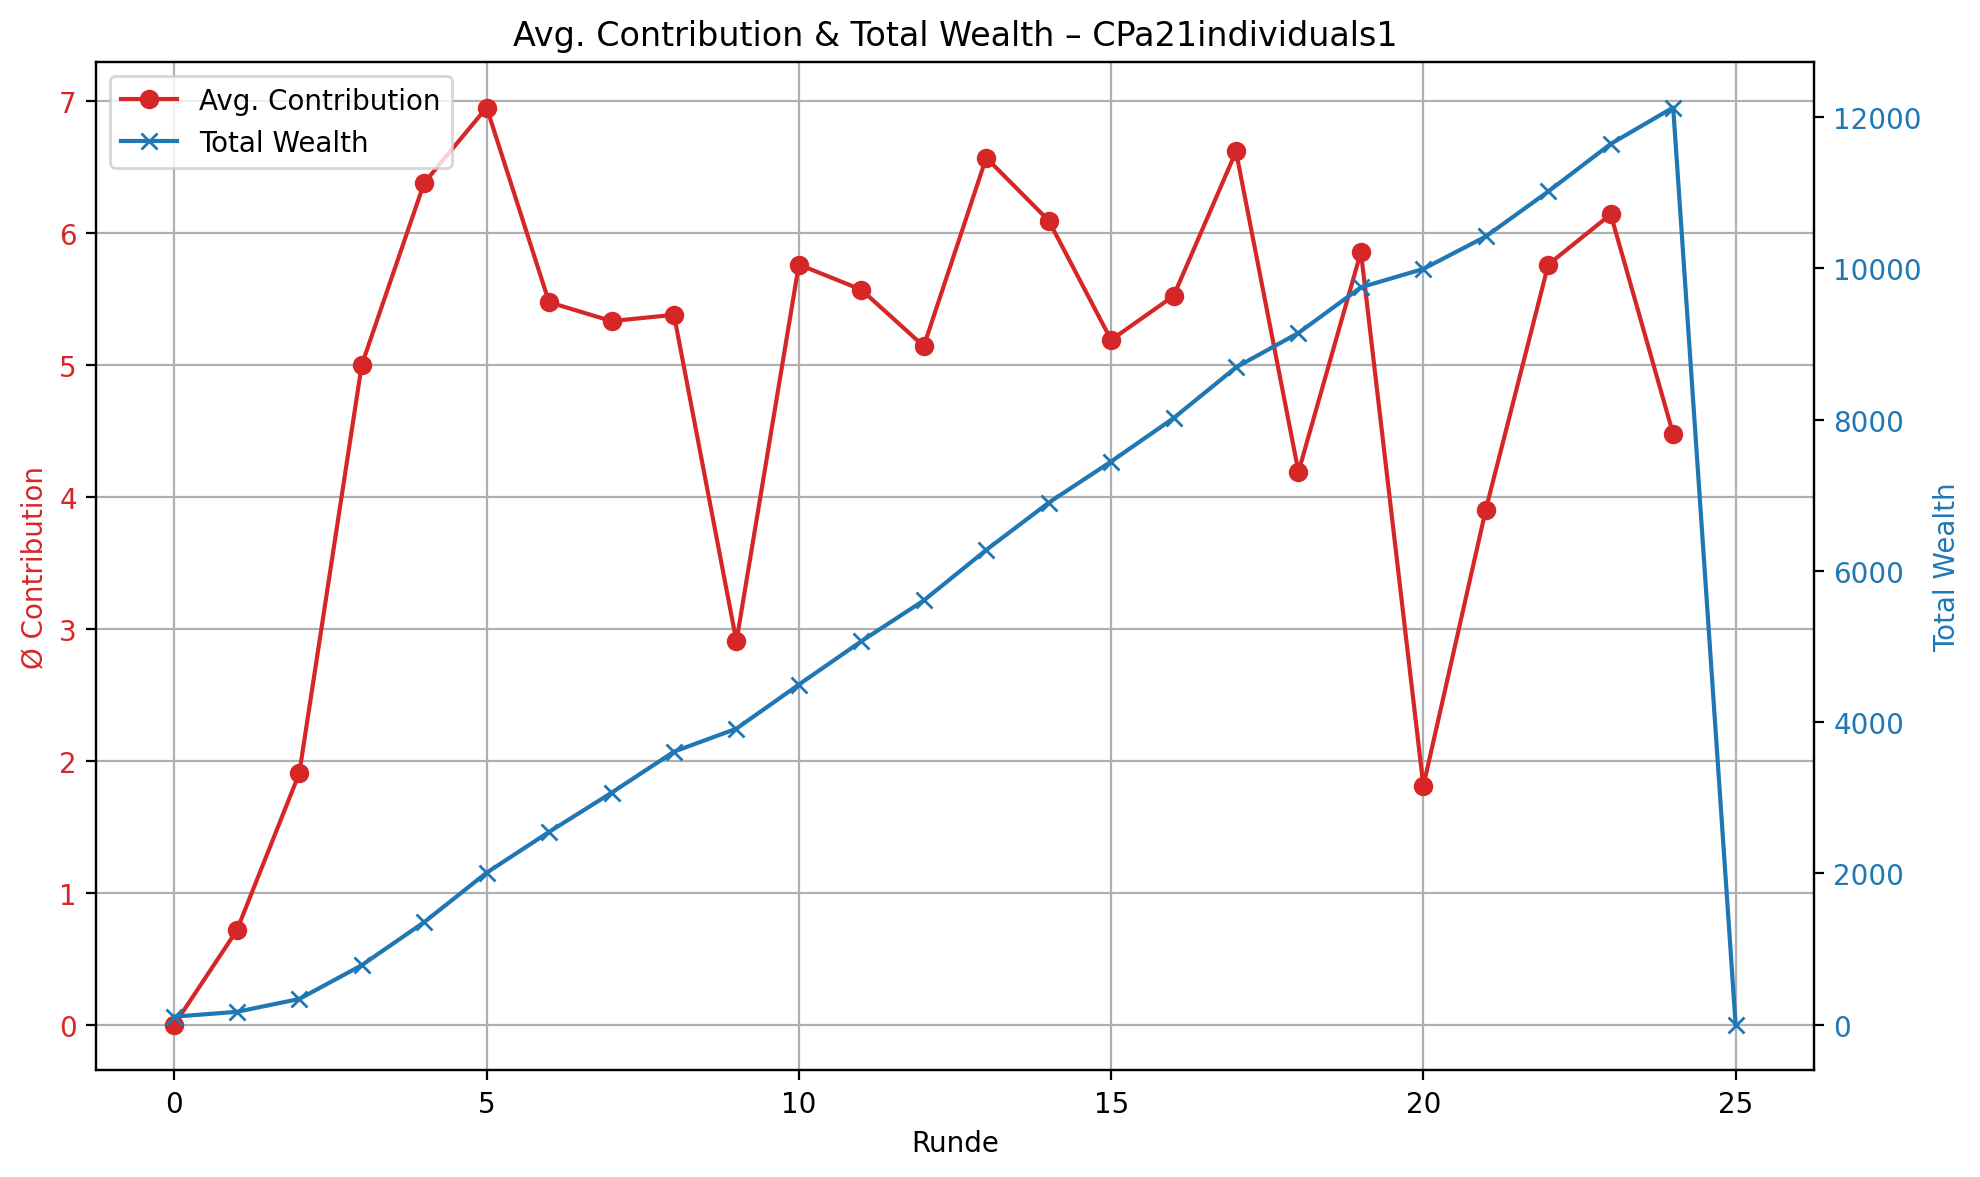 Avg. Contribution & Total Wealth – CPa21individuals1
Avg. Contribution
Total Wealth
7
6
5
4
3
2
1
0
Ø Contribution
12000
10000
8000
6000
4000
2000
0
Total Wealth
0 5 10 15 20 25
Runde